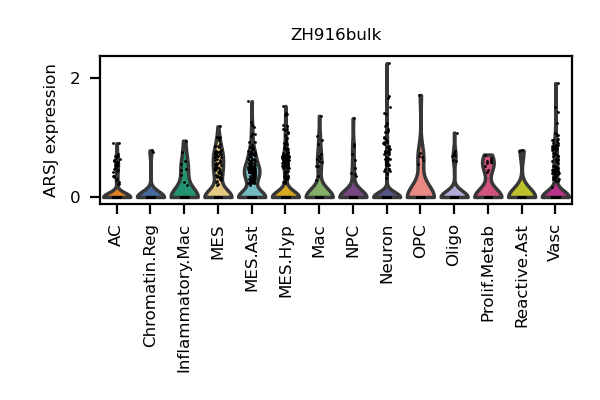 ZH916bulk
ARSJ expression
2
0
AC
Chromatin.Reg
Inflammatory.Mac
MES
MES.Ast
MES.Hyp
Mac
NPC
Neuron
OPC
Oligo
Prolif.Metab
Reactive.Ast
Vasc